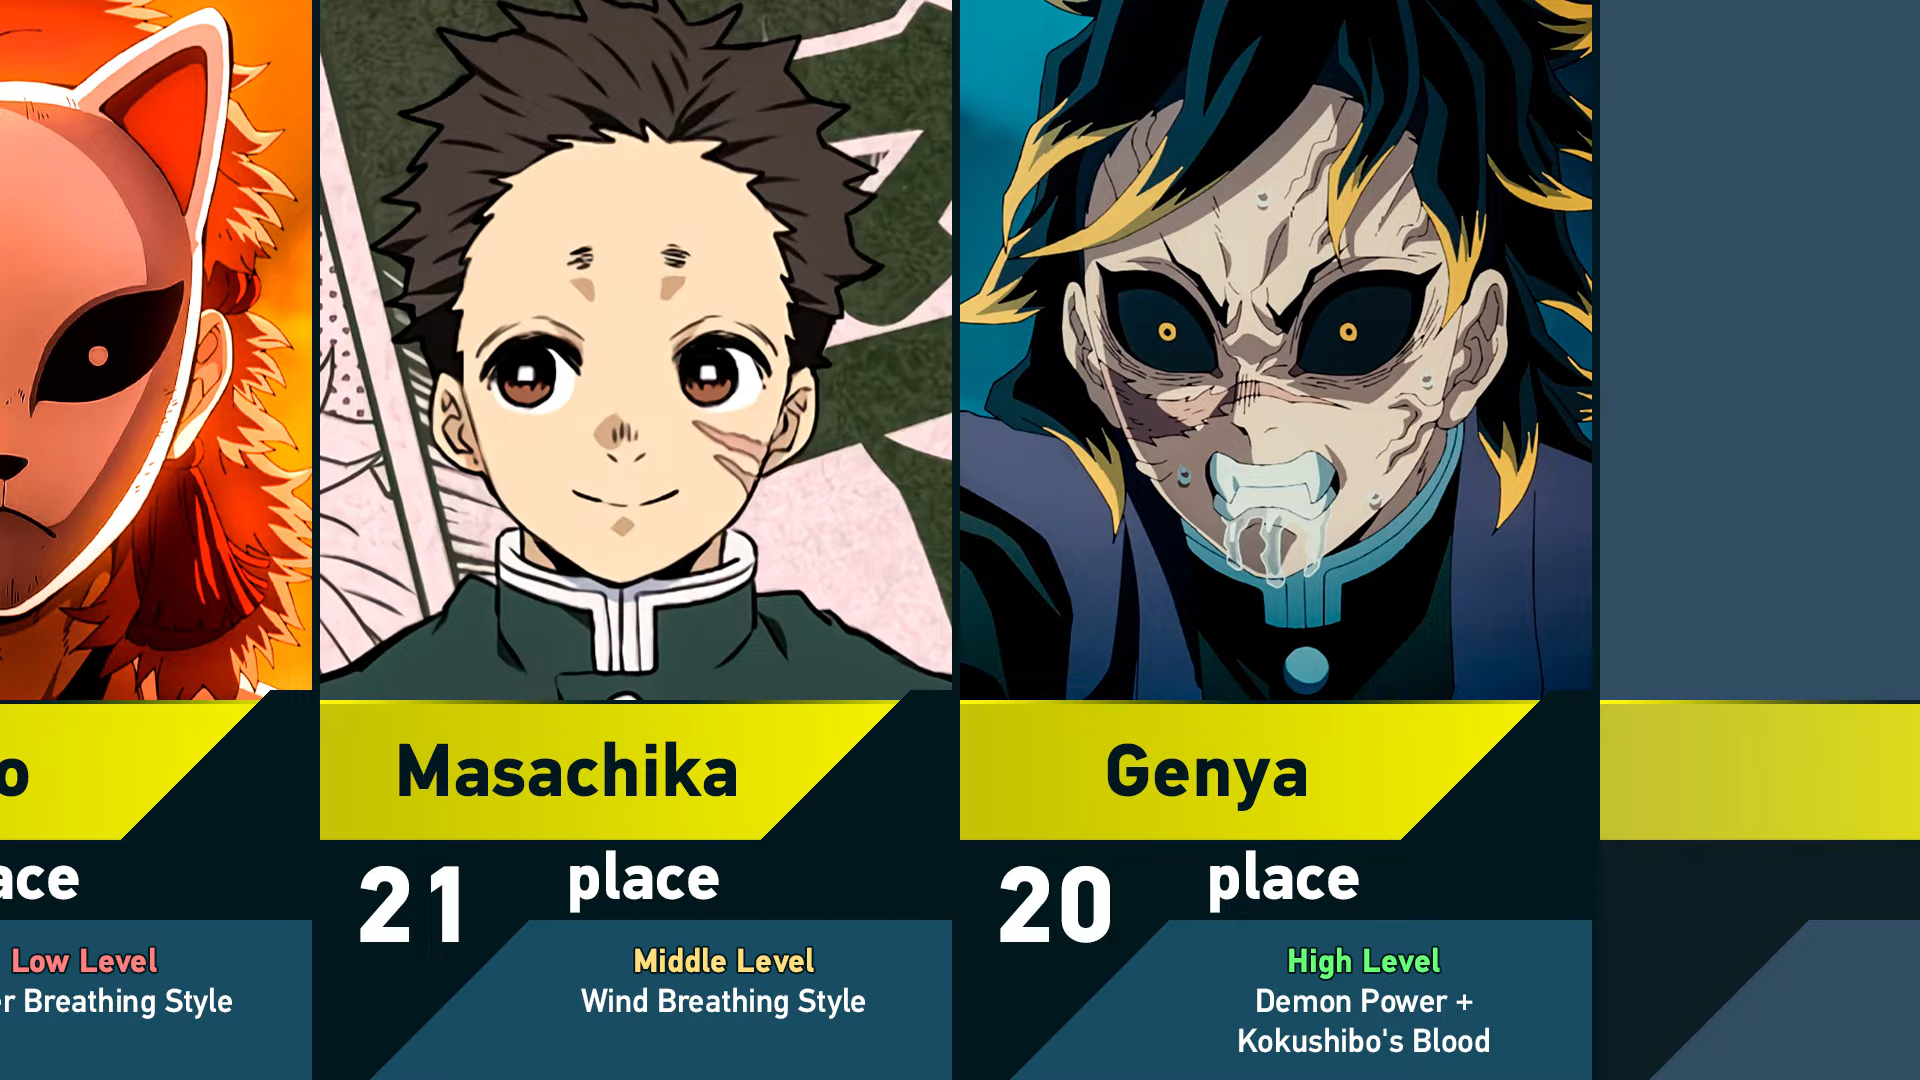 o
ace
Low Level
er Breathing Style
Masachika
21 place
Middle Level
Wind Breathing Style
Genya
20 place
High Level
Demon Power +
Kokushibo's Blood